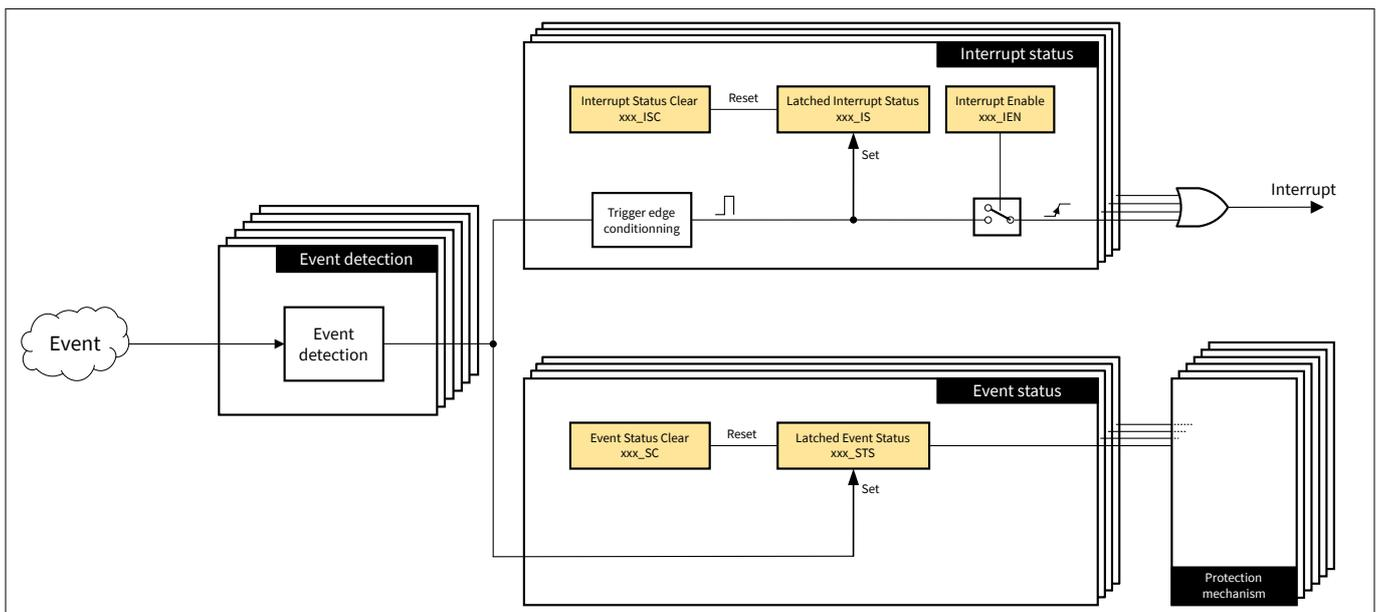 Interrupt status
Interrupt Status Clear
xxx_ISC
Reset
Latched Interrupt Status
xxx_IS
Interrupt Enable
xxx_IEN
Set
Trigger edge
conditionning
Interrupt
Event detection
Event
Event
detection
Event status
Event Status Clear
xxx_SC
Reset
Latched Event Status
xxx_STS
Set
Protection
mechanism